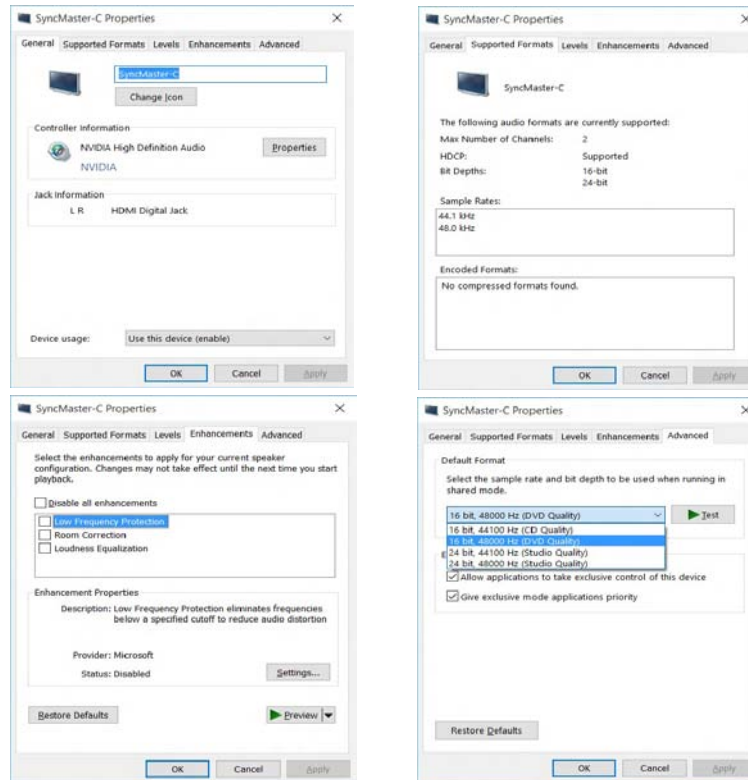 SyncMaster-C Properties
General Supported Formats Levels Enhancements Advanced
SyncMaster-C
Change Icon
Controller Information
NVIDIA High Definition Audio
Properties
NVIDIA
Jack Information
L R HDMI Digital Jack
Device usage: Use this device (enable)
OK Cancel Apply
SyncMaster-C Properties
General Supported Formats Levels Enhancements Advanced
SyncMaster-C
The following audio formats are currently supported:
Max Number of Channels: 2
HDCP: Supported
Bit Depths: 16-bit
24-bit
Sample Rates:
44.1 kHz
48.0 kHz
Encoded Formats:
No compressed formats found.
OK Cancel Apply
SyncMaster-C Properties
General Supported Formats Levels Enhancements Advanced
Select the enhancements to apply for your current speaker
configuration. Changes may not take effect until the next time you start
playback.
Disable all enhancements
Low Frequency Protection
Room Correction
Loudness Equalization
Enhancement Properties
Description: Low Frequency Protection eliminates frequencies
below a specified cutoff to reduce audio distortion
Provider: Microsoft
Status: Disabled
Settings...
Restore Defaults
Preview
OK Cancel Apply
SyncMaster-C Properties
General Supported Formats Levels Enhancements Advanced
Default Format
Select the sample rate and bit depth to be used when running in
shared mode.
16 bit, 48000 Hz (DVD Quality)
Test
16 bit, 44100 Hz (CD Quality)
16 bit, 48000 Hz (DVD Quality)
24 bit, 44100 Hz (Studio Quality)
24 bit, 48000 Hz (Studio Quality)
Allow applications to take exclusive control of this device
Give exclusive mode applications priority
Restore Defaults
OK Cancel Apply